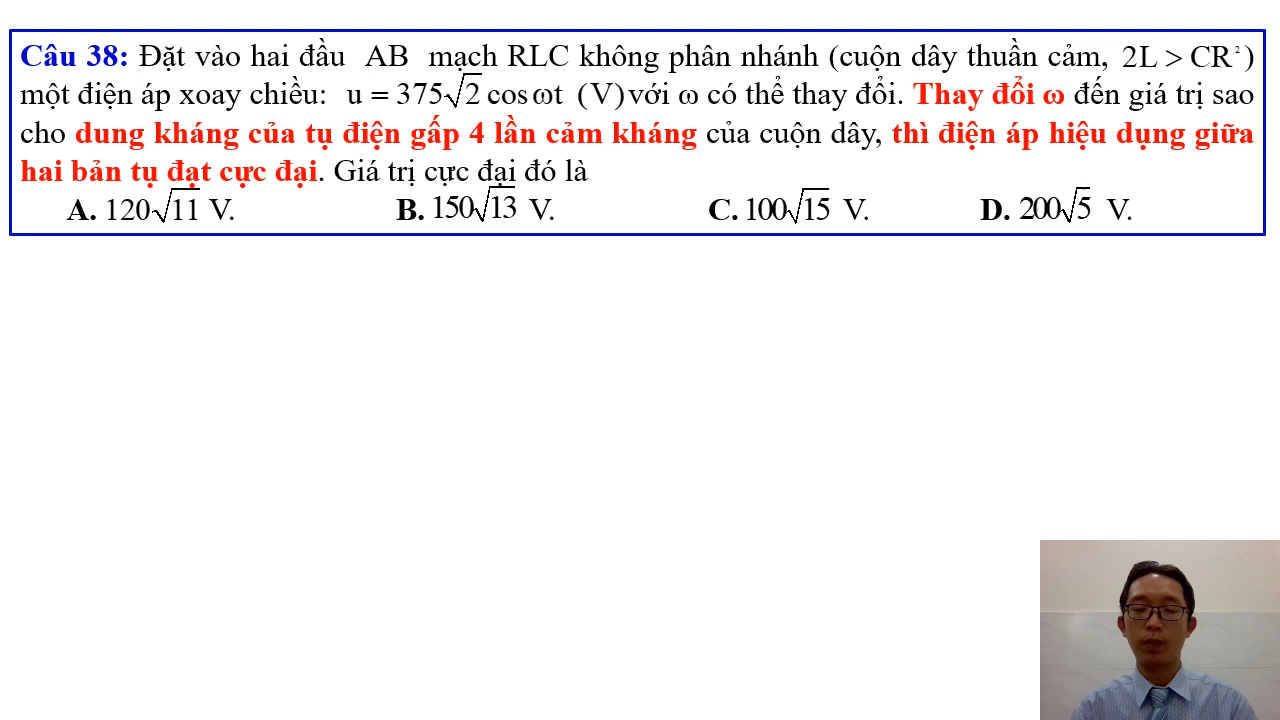 Câu 38: Đặt vào hai đầu AB mạch RLC không phân nhánh (cuộn dây thuần cảm, 2L > CR²)
một điện áp xoay chiều: u = 375√2 cos ωt (V) với ω có thể thay đổi. Thay đổi ω đến giá trị sao
cho dung kháng của tụ điện gấp 4 lần cảm kháng của cuộn dây, thì điện áp hiệu dụng giữa
hai bản tụ đạt cực đại. Giá trị cực đại đó là
A. 120√11 V. B. 150√13 V. C. 100√15 V. D. 200√5 V.